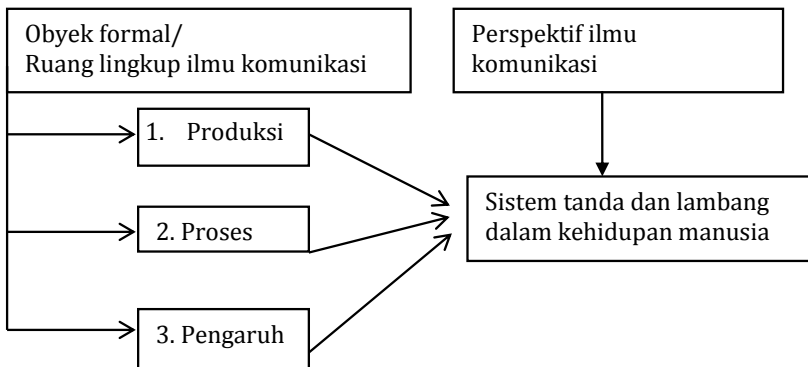 Obyek formal/
Ruang lingkup ilmu komunikasi
Perspektif ilmu
komunikasi
1. Produksi
2. Proses
3. Pengaruh
Sistem tanda dan lambang
dalam kehidupan manusia